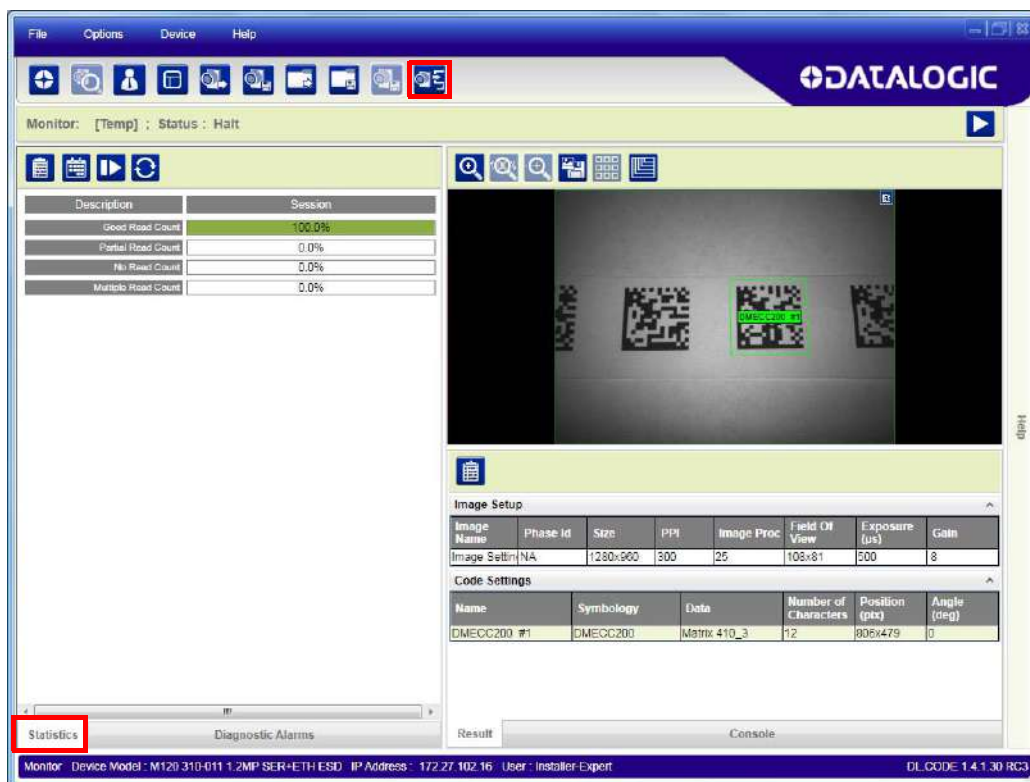 File Options Device Help
DATALOGIC
Monitor: [Temp] ; Status : Halt
Description Session
Good Read Count 100.0%
Partial Read Count 0.0%
No Read Count 0.0%
Multiple Read Count 0.0%
DMECC200 #1
Help
Image Setup
Image Name Phase Id Size PPI Image Proc Field Of View Exposure (µs) Gain
Image Settin NA 1280x960 300 25 108x81 500 8
Code Settings
Name Symbology Data Number of Characters Position (ptx) Angle (deg)
DMECC200 #1 DMECC200 Matrix 410_3 12 806x479 0
Statistics Diagnostic Alarms Result Console
Monitor Device Model : M120 310-011 1.2MP SER+ETH ESD IP Address : 172.27.102.16 User : Installer-Expert DL.CODE 1.4.1.30 RC3